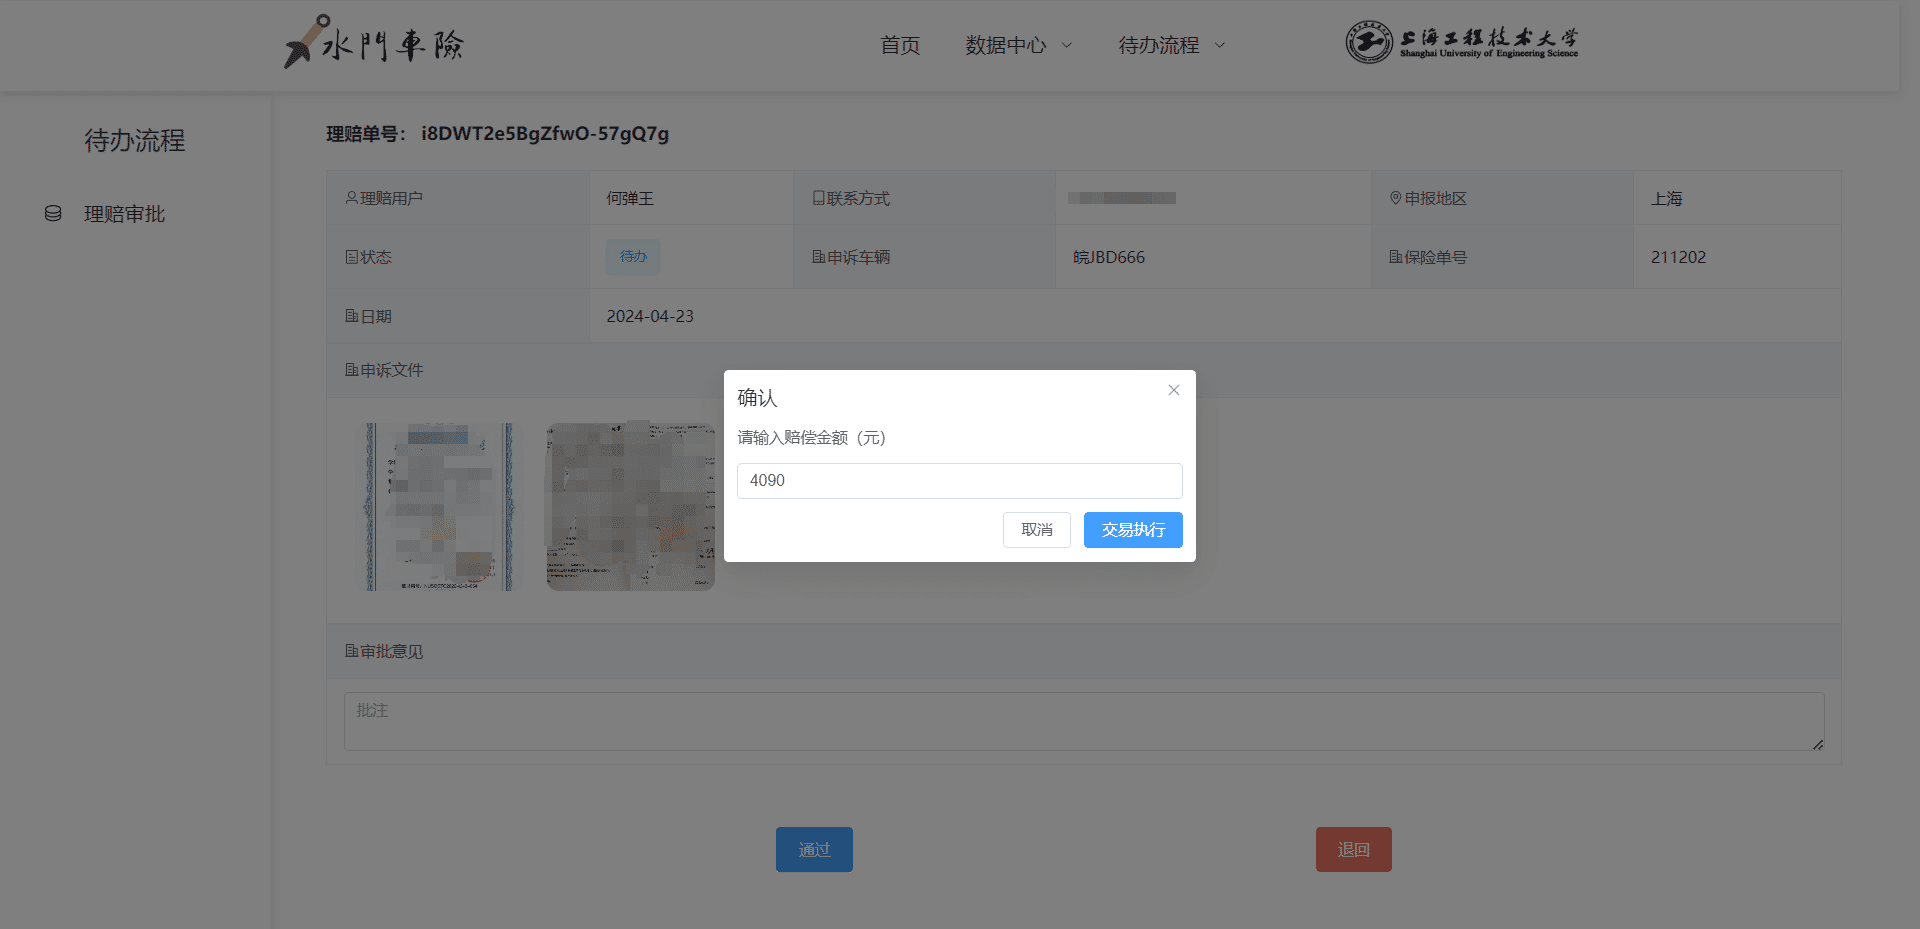 水門車險
首页 数据中心 待办流程
上海工程技术大学
Shanghai University of Engineering Science
待办流程
理赔审批
理赔单号： i8DWT2e5BgZfwO-57gQ7g
理赔用户 何弹王 联系方式 申报地区 上海
状态 待办 申诉车辆 皖JBD666 保险单号 211202
日期 2024-04-23
申诉文件
确认
请输入赔偿金额（元）
4090
取消 交易执行
审批意见
批注
通过 退回